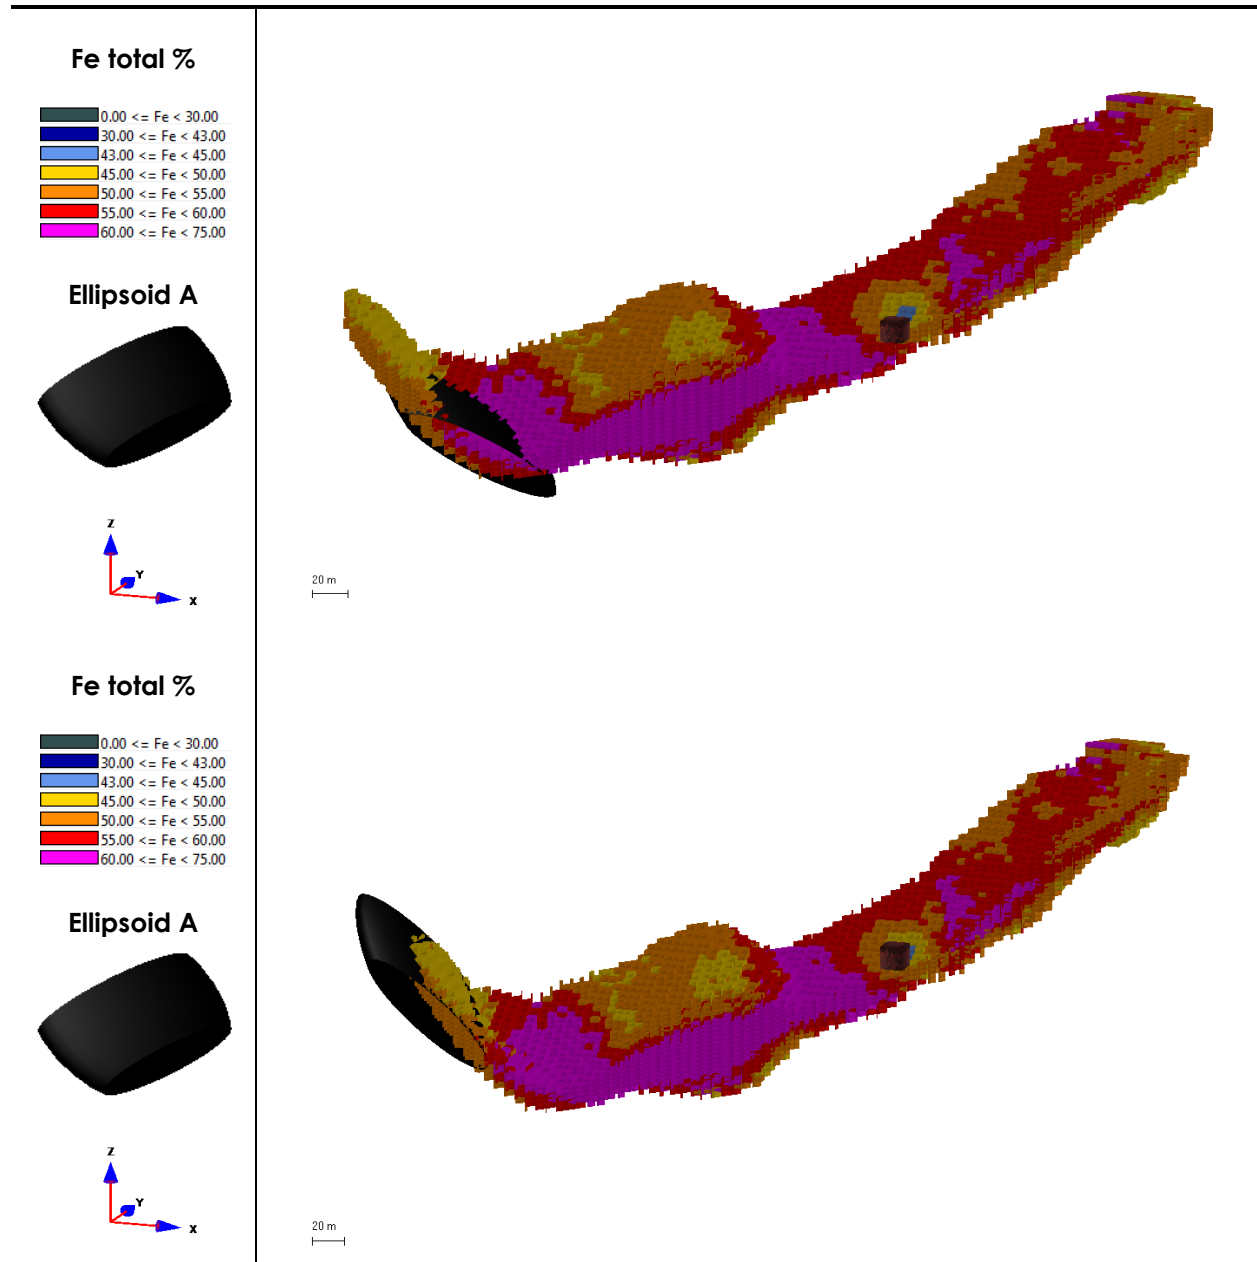 Fe total %
0.00 <= Fe < 30.00
30.00 <= Fe < 43.00
43.00 <= Fe < 45.00
45.00 <= Fe < 50.00
50.00 <= Fe < 55.00
55.00 <= Fe < 60.00
60.00 <= Fe < 75.00
Ellipsoid A
Z
Y
X
20 m
Fe total %
0.00 <= Fe < 30.00
30.00 <= Fe < 43.00
43.00 <= Fe < 45.00
45.00 <= Fe < 50.00
50.00 <= Fe < 55.00
55.00 <= Fe < 60.00
60.00 <= Fe < 75.00
Ellipsoid A
Z
Y
X
20 m